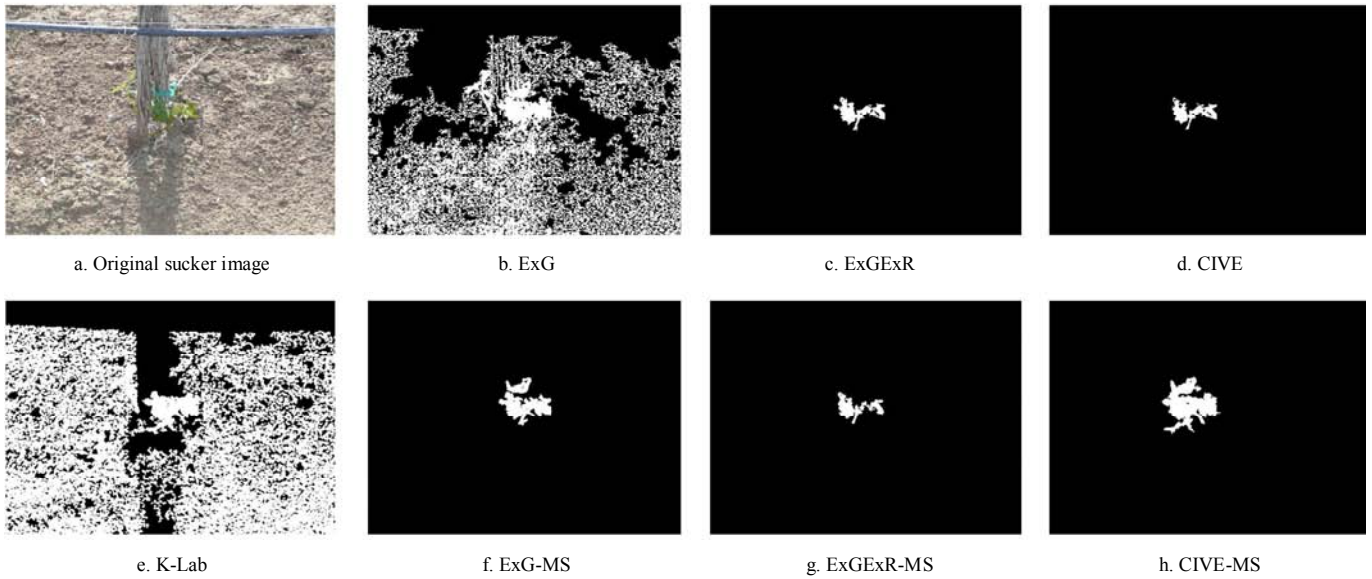 a. Original sucker image
b. ExG
c. ExGExR
d. CIVE
e. K-Lab
f. ExG-MS
g. ExGExR-MS
h. CIVE-MS